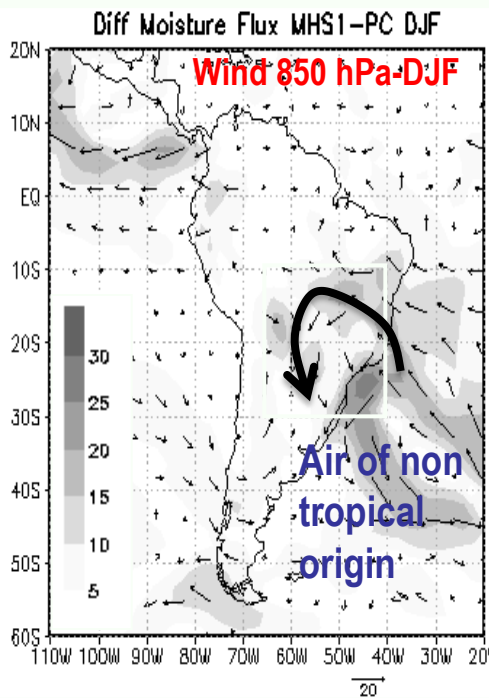 Diff Moisture Flux MHS1-PC DJF
Wind 850 hPa-DJF
20N
10N
EQ
10S
20S
30S
40S
50S
60S
30
25
20
15
10
5
Air of non
tropical
origin
110W 100W 90W 80W 70W 60W 50W 40W 30W 20W
20